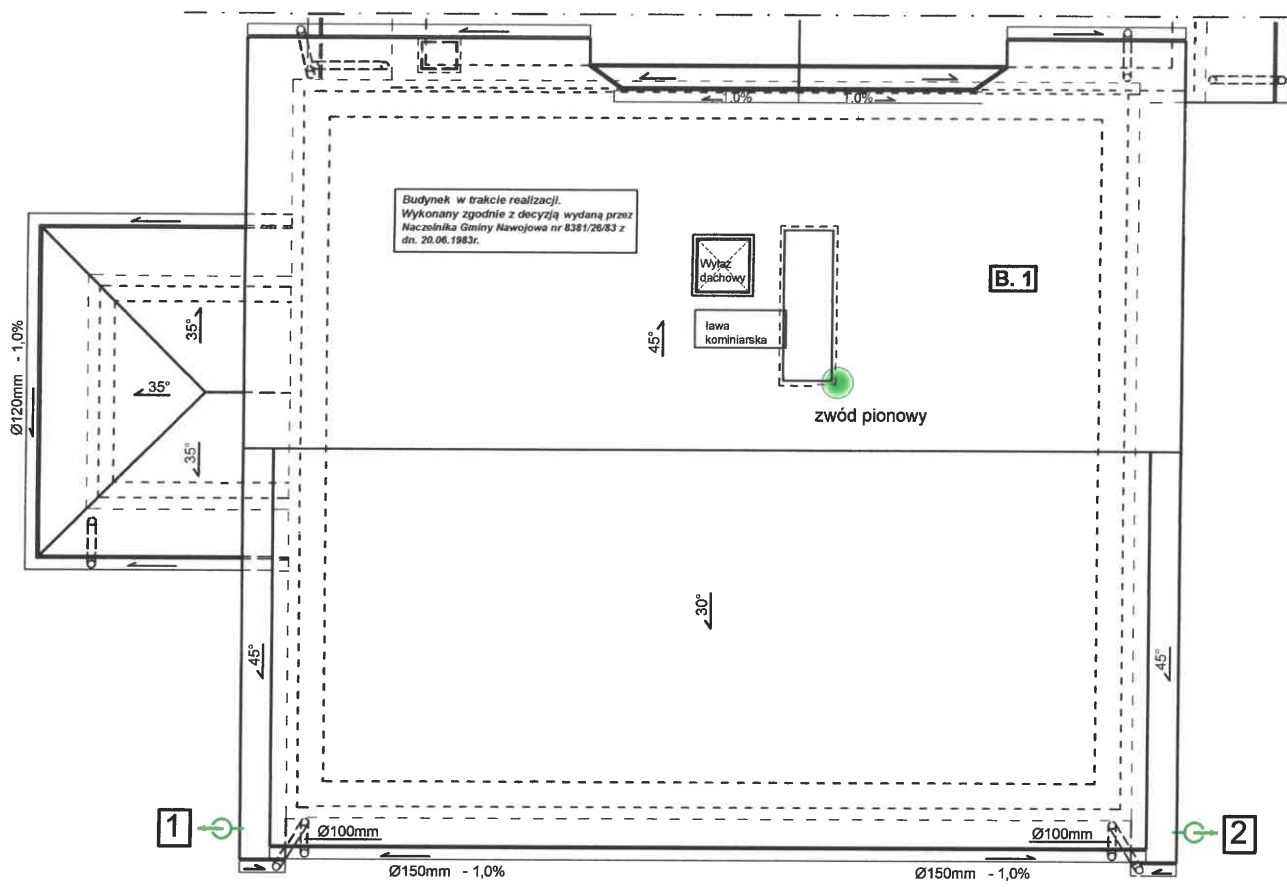 1.0%
1.0%
Budynek w trakcie realizacji.
Wykonany zgodnie z decyzją wydaną przez
Naczelnika Gminy Nawojowa nr 8381/26/83 z
dn. 20.06.1983r.
Wyłaz
dachowy
B. 1
ława
kominiarska
45°
zwód pionowy
35°
35°
35°
Ø120mm - 1,0%
30°
45°
45°
1
Ø100mm
Ø100mm
2
Ø150mm - 1,0%
Ø150mm - 1,0%